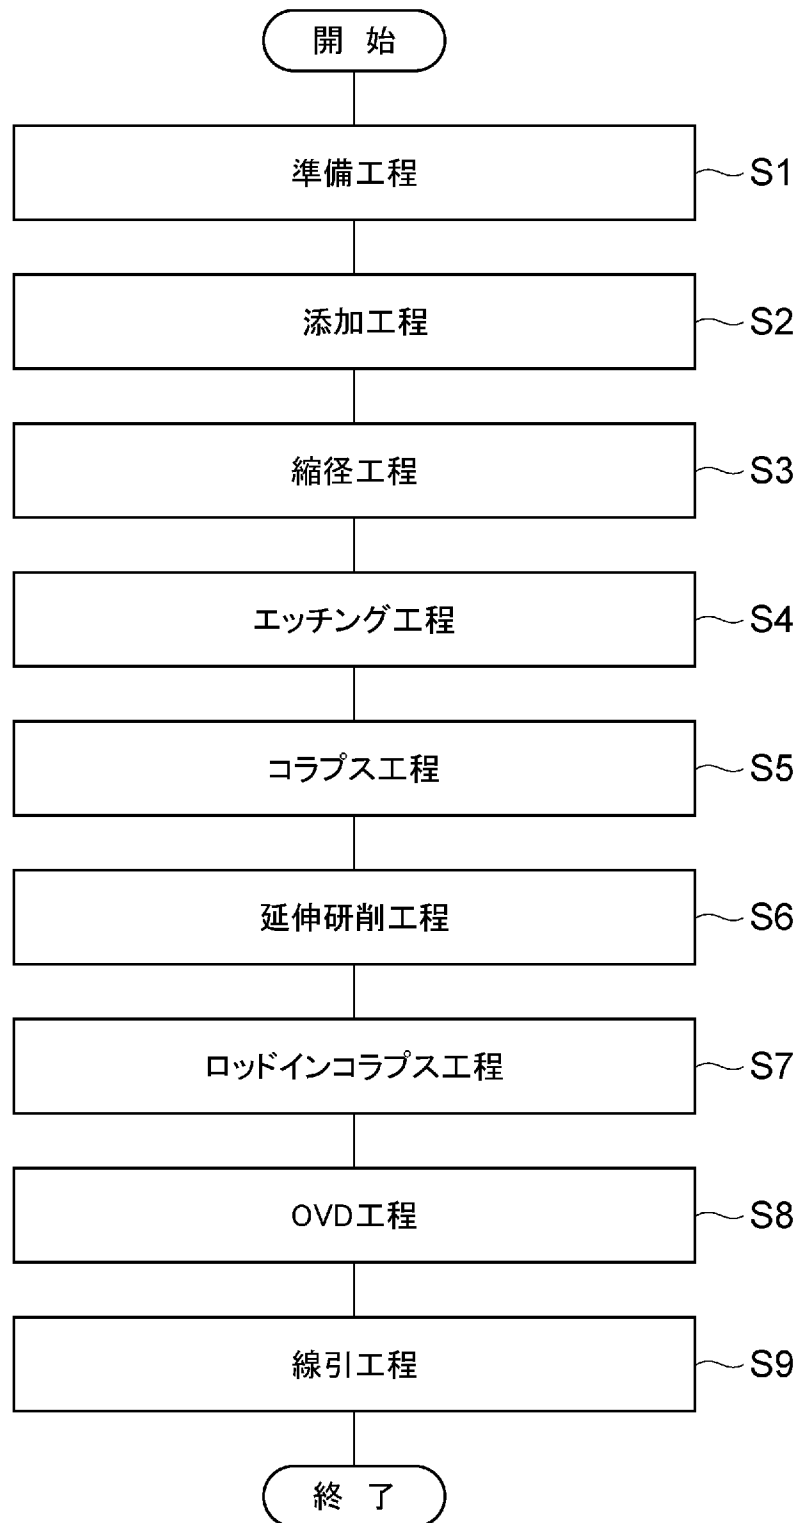 開 始
準備工程
S1
添加工程
S2
縮径工程
S3
エッチング工程
S4
コラプス工程
S5
延伸研削工程
S6
ロッドインコラプス工程
S7
OVD工程
S8
線引工程
S9
終 了